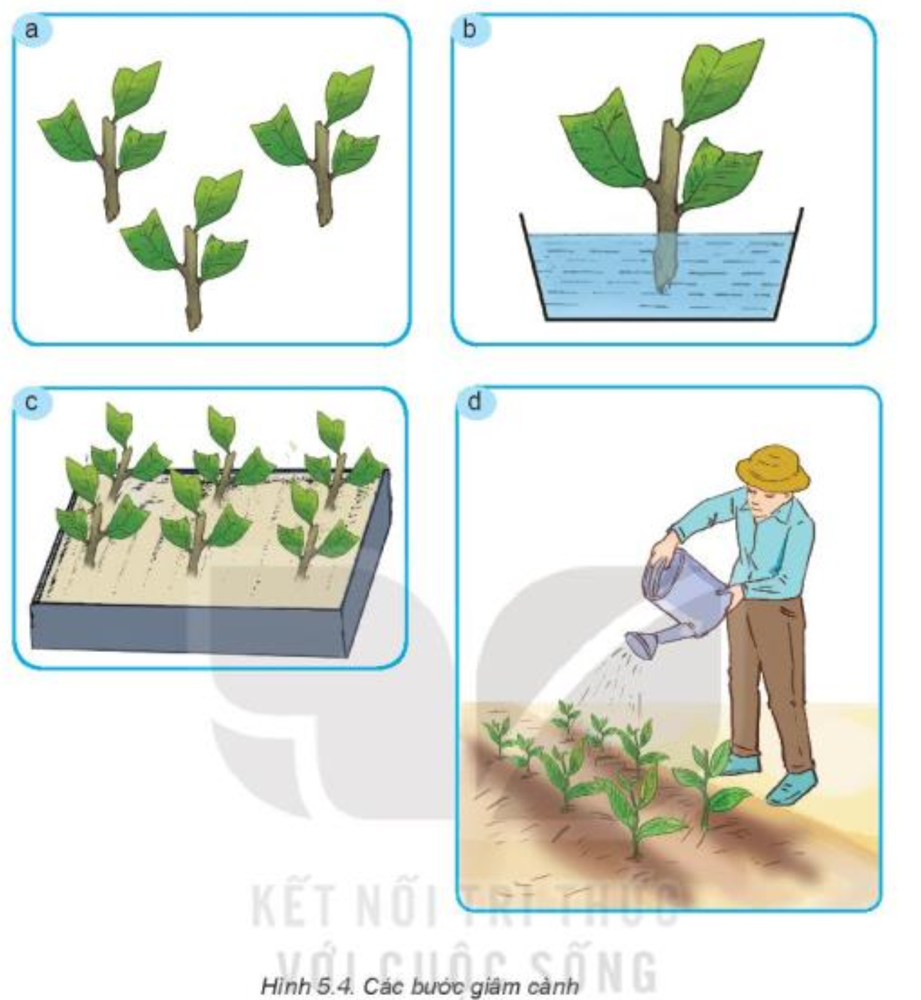 a
b
c
d
KẾT NỐI TRI THỨC
VỚI CUỘC SỐNG
Hình 5.4. Các bước giâm cành